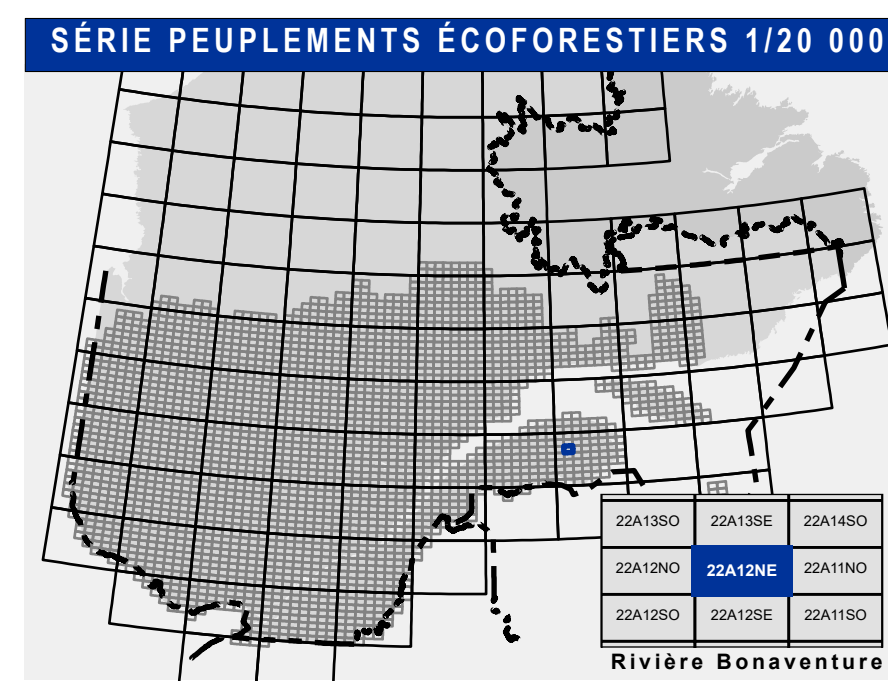 SÉRIE PEUPLEMENTS ÉCOFORESTIERS 1/20 000
22A13SO 22A13SE 22A14SO
22A12NO 22A12NE 22A11NO
22A12SO 22A12SE 22A11SO
Rivière Bonaventure